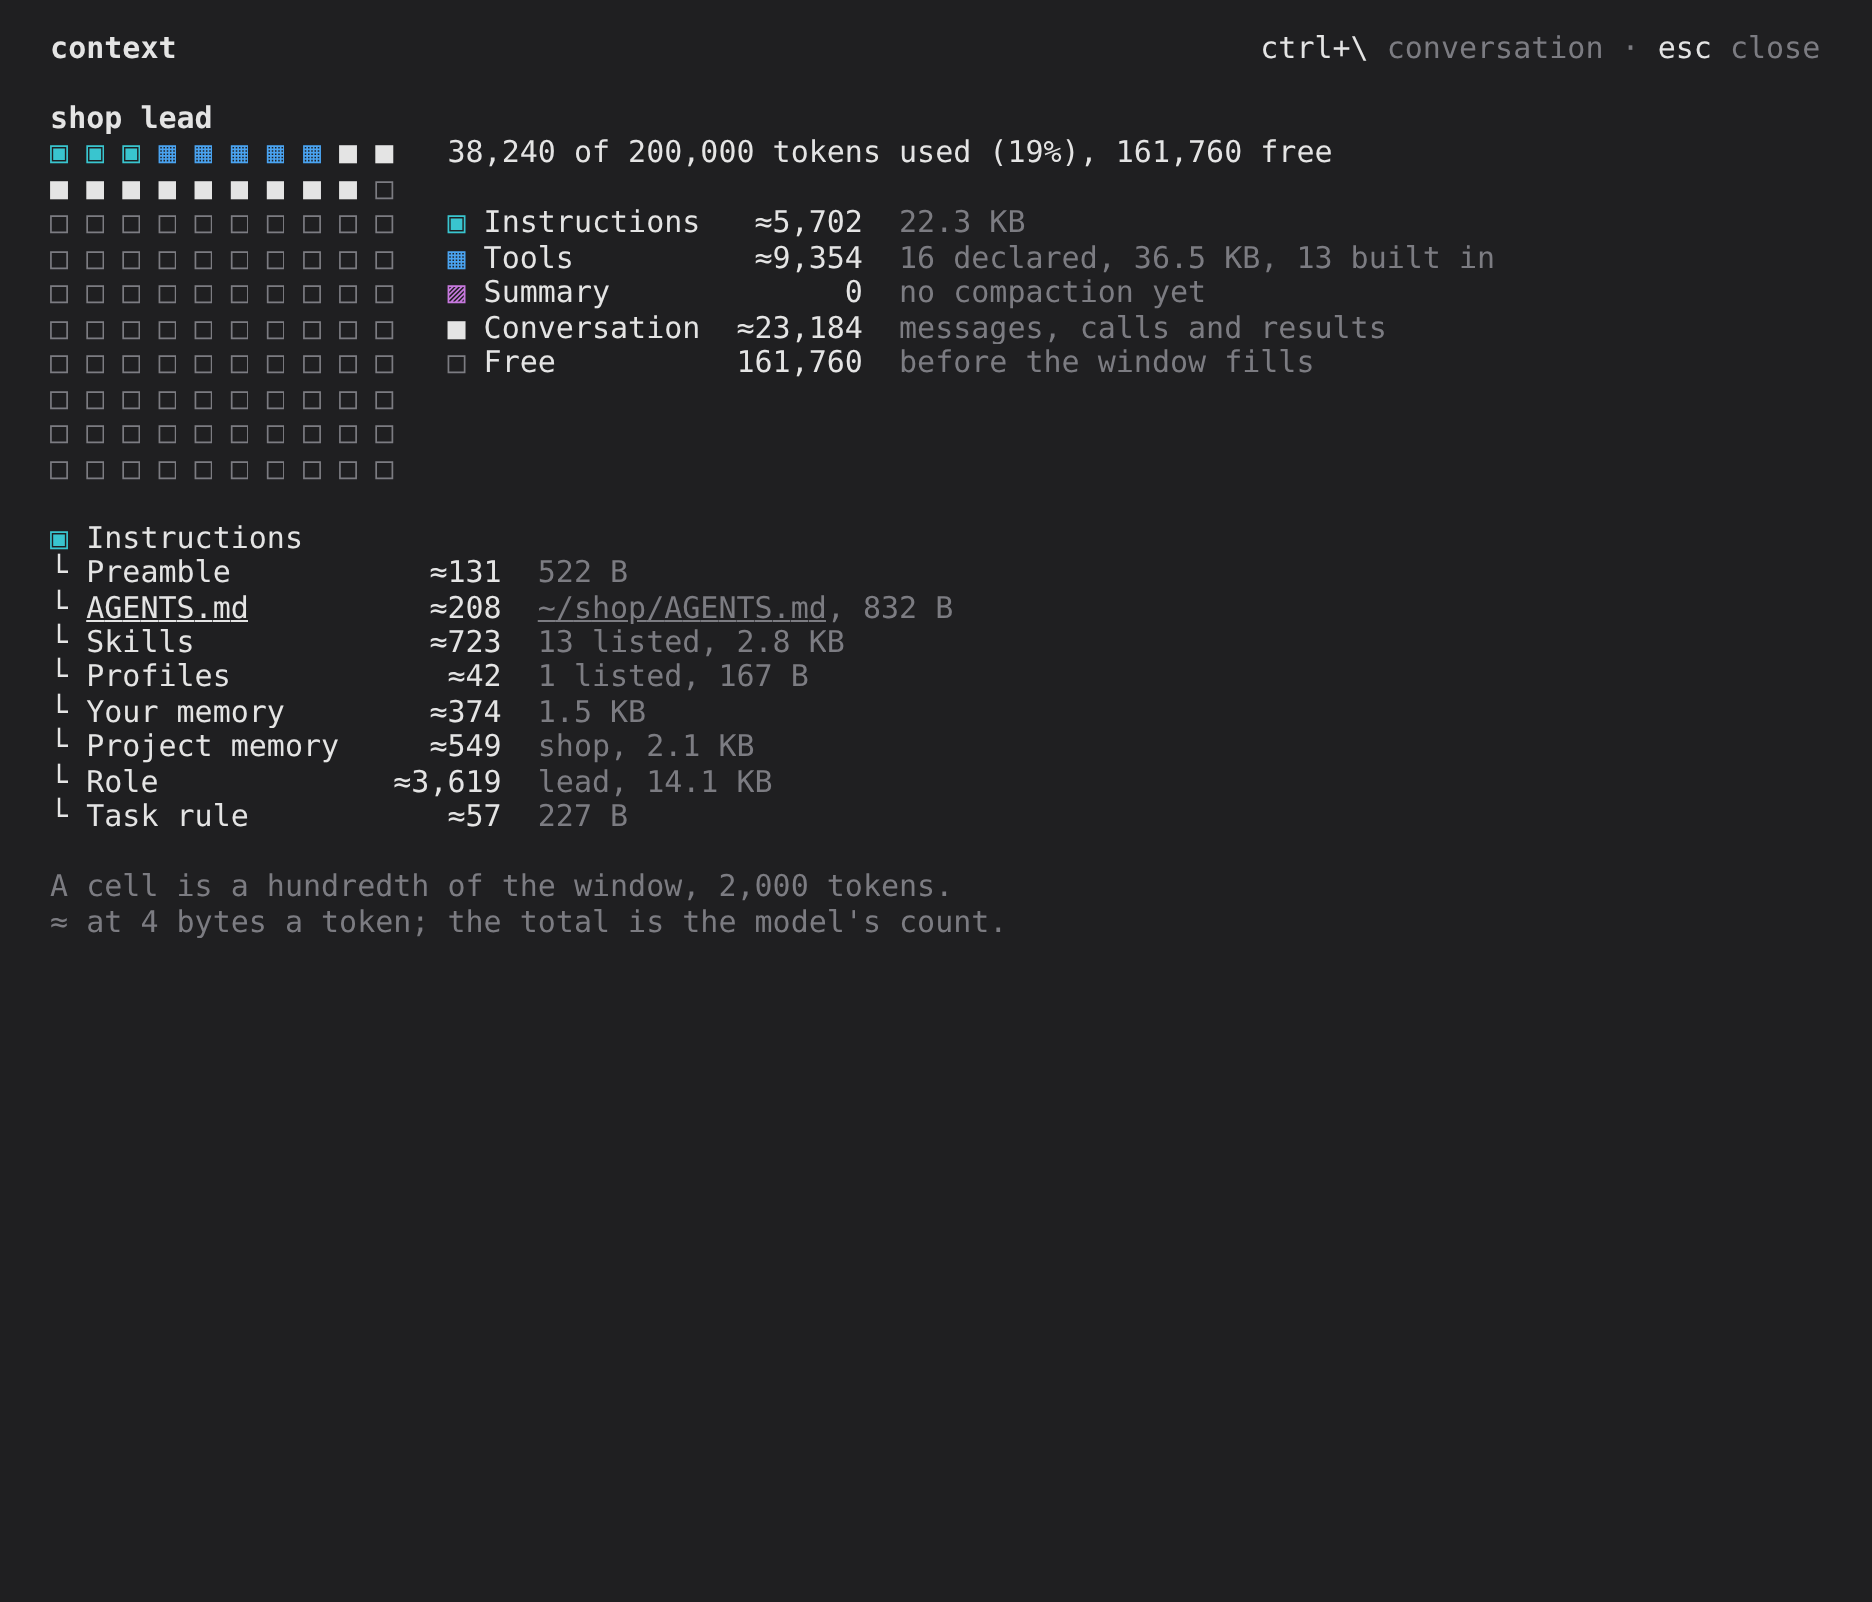 context ctrl+\ conversation · esc close
shop lead
▣ ▣ ▣ ▦ ▦ ▦ ▦ ▦ ■ ■ 38,240 of 200,000 tokens used (19%), 161,760 free
■ ■ ■ ■ ■ ■ ■ ■ ■ □
□ □ □ □ □ □ □ □ □ □ ▣ Instructions ≈5,702 22.3 KB
□ □ □ □ □ □ □ □ □ □ ▦ Tools ≈9,354 16 declared, 36.5 KB, 13 built in
□ □ □ □ □ □ □ □ □ □ ▨ Summary 0 no compaction yet
□ □ □ □ □ □ □ □ □ □ ■ Conversation ≈23,184 messages, calls and results
□ □ □ □ □ □ □ □ □ □ □ Free 161,760 before the window fills
□ □ □ □ □ □ □ □ □ □
□ □ □ □ □ □ □ □ □ □
□ □ □ □ □ □ □ □ □ □
▣ Instructions
└ Preamble ≈131 522 B
└ AGENTS.md ≈208 ~/shop/AGENTS.md, 832 B
└ Skills ≈723 13 listed, 2.8 KB
└ Profiles ≈42 1 listed, 167 B
└ Your memory ≈374 1.5 KB
└ Project memory ≈549 shop, 2.1 KB
└ Role ≈3,619 lead, 14.1 KB
└ Task rule ≈57 227 B
A cell is a hundredth of the window, 2,000 tokens.
≈ at 4 bytes a token; the total is the model's count.